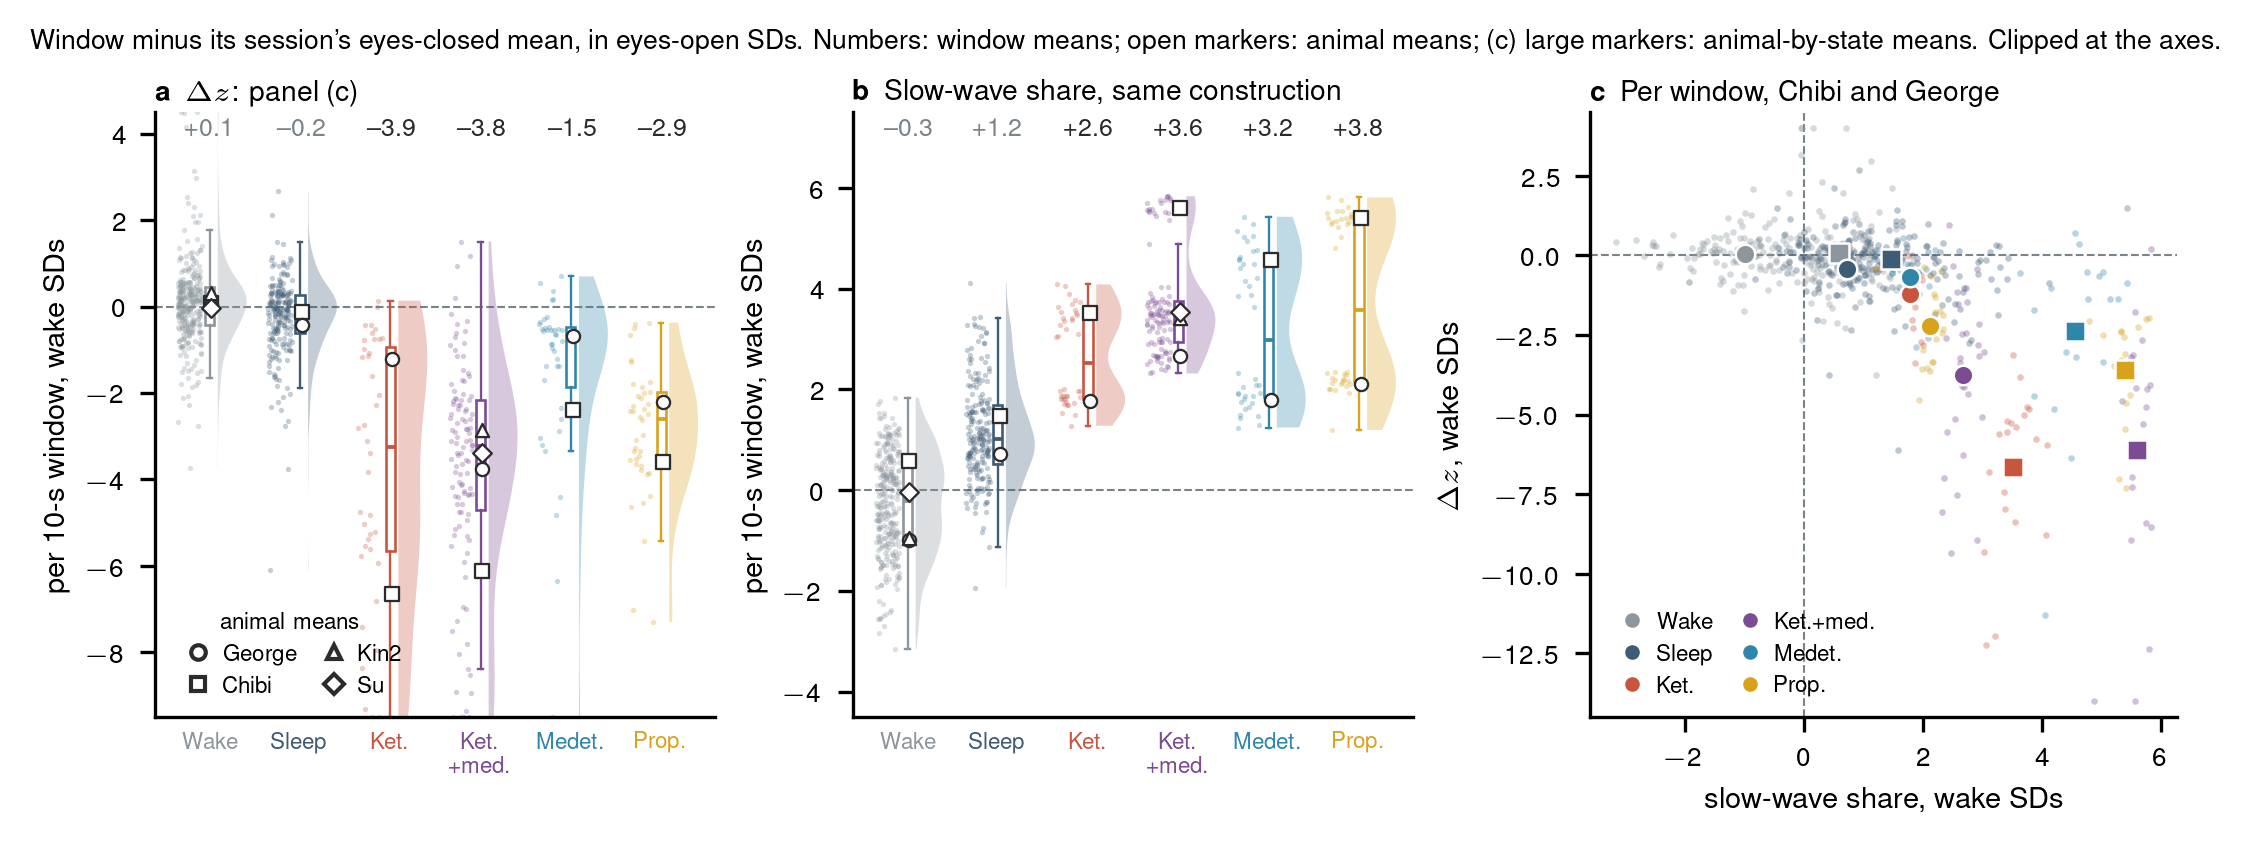 Window minus its session's eyes-closed mean, in eyes-open SDs. Numbers: window means; open markers: animal means; (c) large markers: animal-by-state means. Clipped at the axes.
a Δz: panel (c)
+0.1 −0.2 −3.9 −3.8 −1.5 −2.9
per 10-s window, wake SDs
4
2
0
−2
−4
−6
−8
animal means
George Kin2
Chibi Su
Wake Sleep Ket. Ket. Medet. Prop.
+med.
b Slow-wave share, same construction
−0.3 +1.2 +2.6 +3.6 +3.2 +3.8
per 10-s window, wake SDs
6
4
2
0
−2
−4
Wake Sleep Ket. Ket. Medet. Prop.
+med.
c Per window, Chibi and George
Δz, wake SDs
2.5
0.0
−2.5
−5.0
−7.5
−10.0
−12.5
Wake Ket.+med.
Sleep Medet.
Ket. Prop.
−2 0 2 4 6
slow-wave share, wake SDs